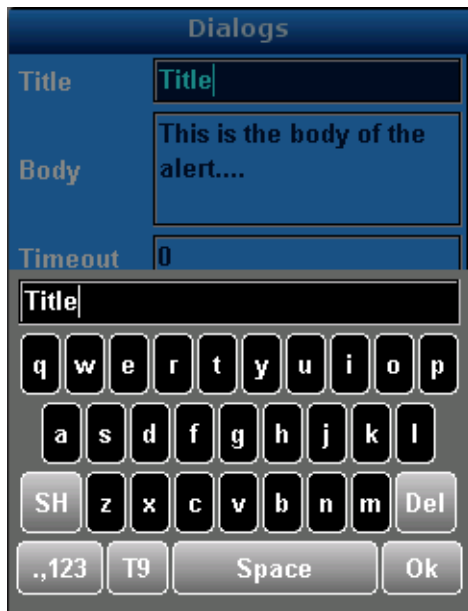 Dialogs
Title Title
Body This is the body of the
alert....
Timeout 0
Title
q w e r t y u i o p
a s d f g h j k l
SH z x c v b n m Del
.,123 T9 Space Ok